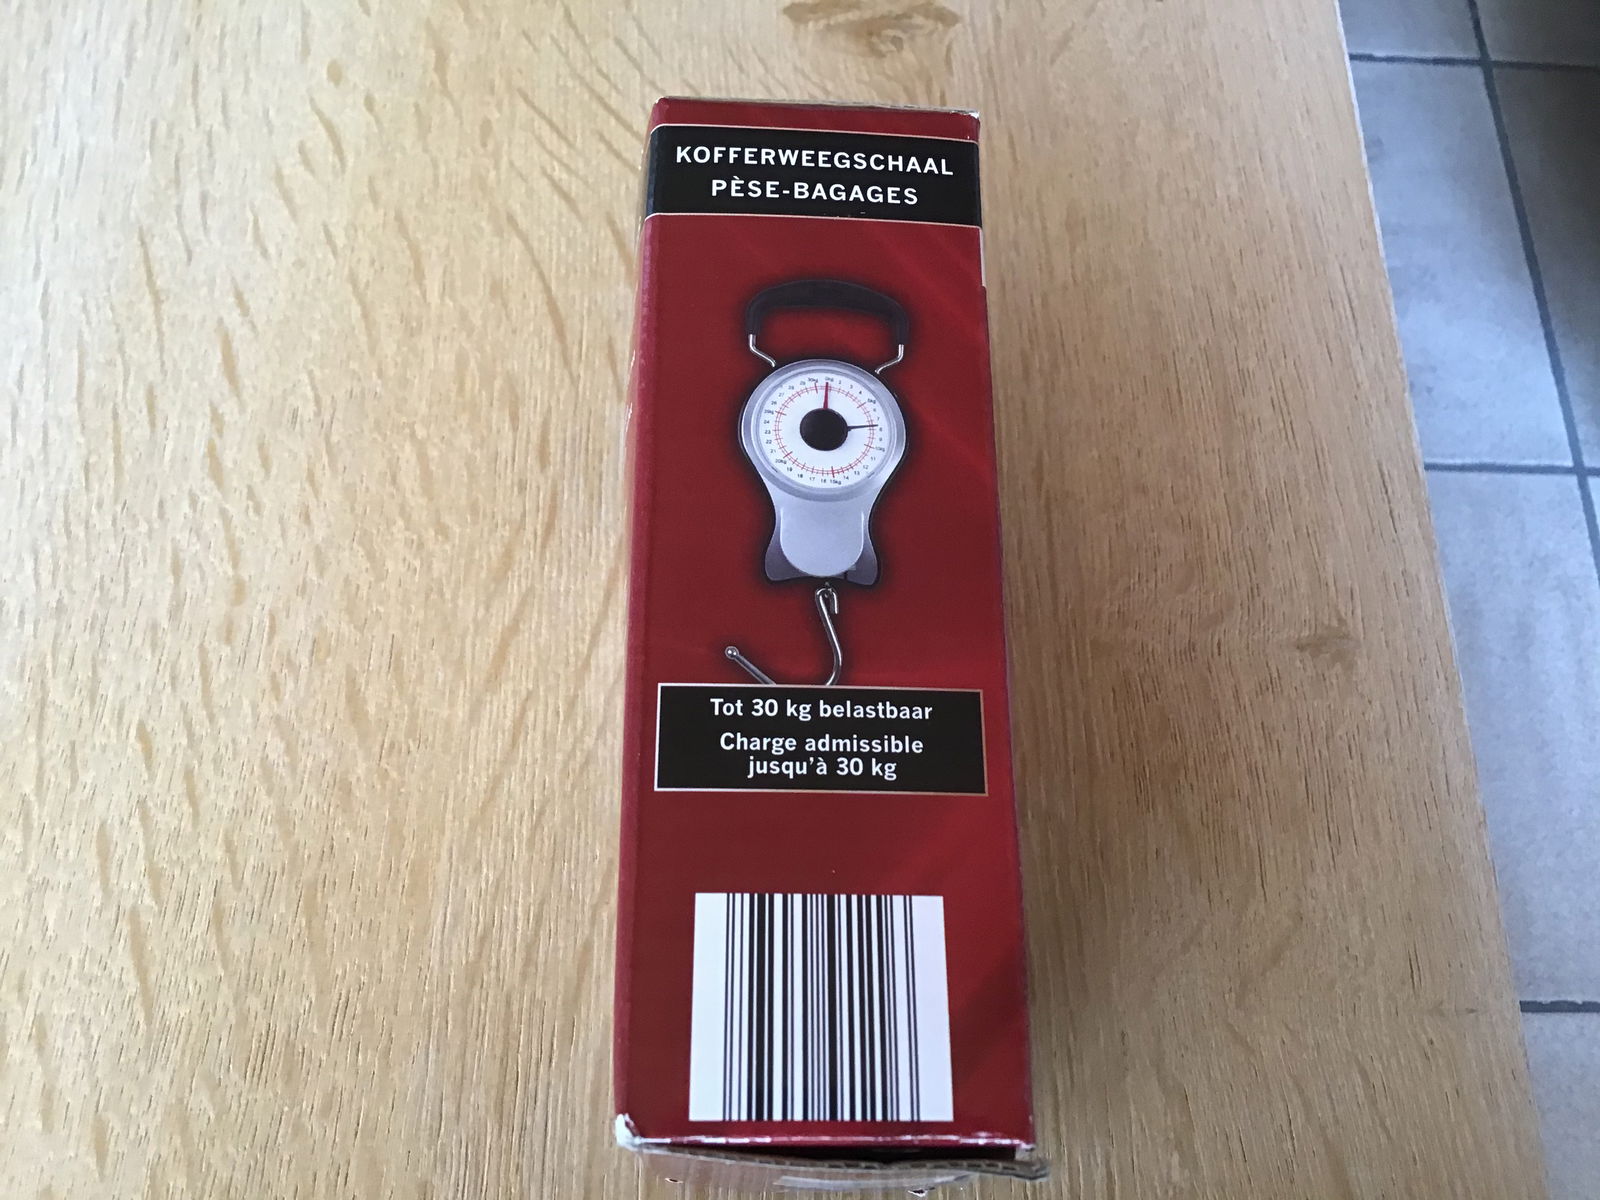 KOFFERWEEGSCHAAL
PÈSE-BAGAGES
Tot 30 kg belastbaar
Charge admissible
jusqu'à 30 kg